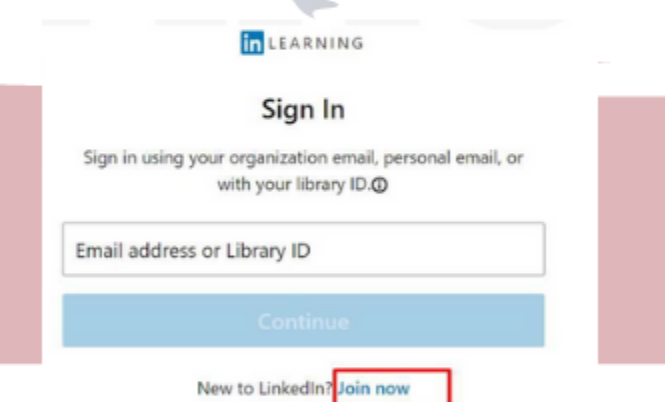 in LEARNING
Sign In
Sign in using your organization email, personal email, or
with your library ID.
Email address or Library ID
Continue
New to LinkedIn? Join now